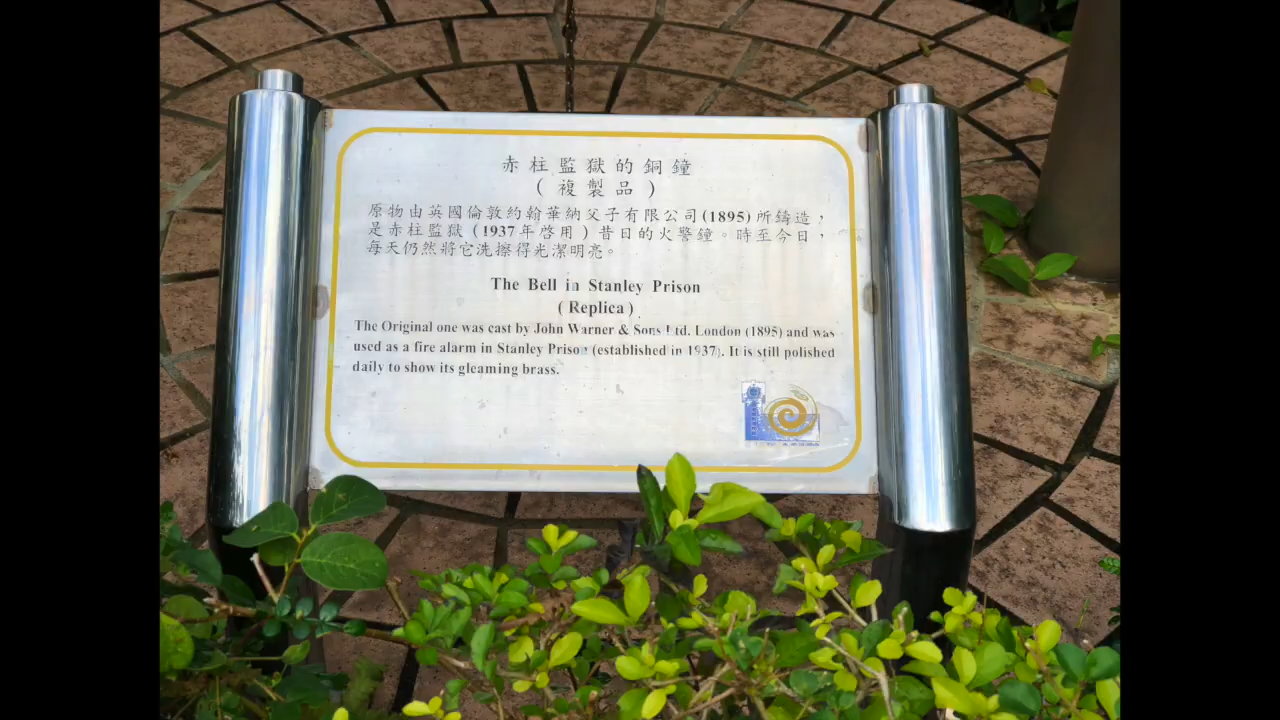 赤柱監獄的銅鐘
(複製品)
原物由英國倫敦約翰華納父子有限公司(1895)所鑄造，
是赤柱監獄(1937年啓用)昔日的火警鐘。時至今日，
每天仍然將它洗擦得光潔明亮。
The Bell in Stanley Prison
(Replica)
The Original one was cast by John Warner & Sons Ltd. London (1895) and was
used as a fire alarm in Stanley Prison (established in 1937). It is still polished
daily to show its gleaming brass.